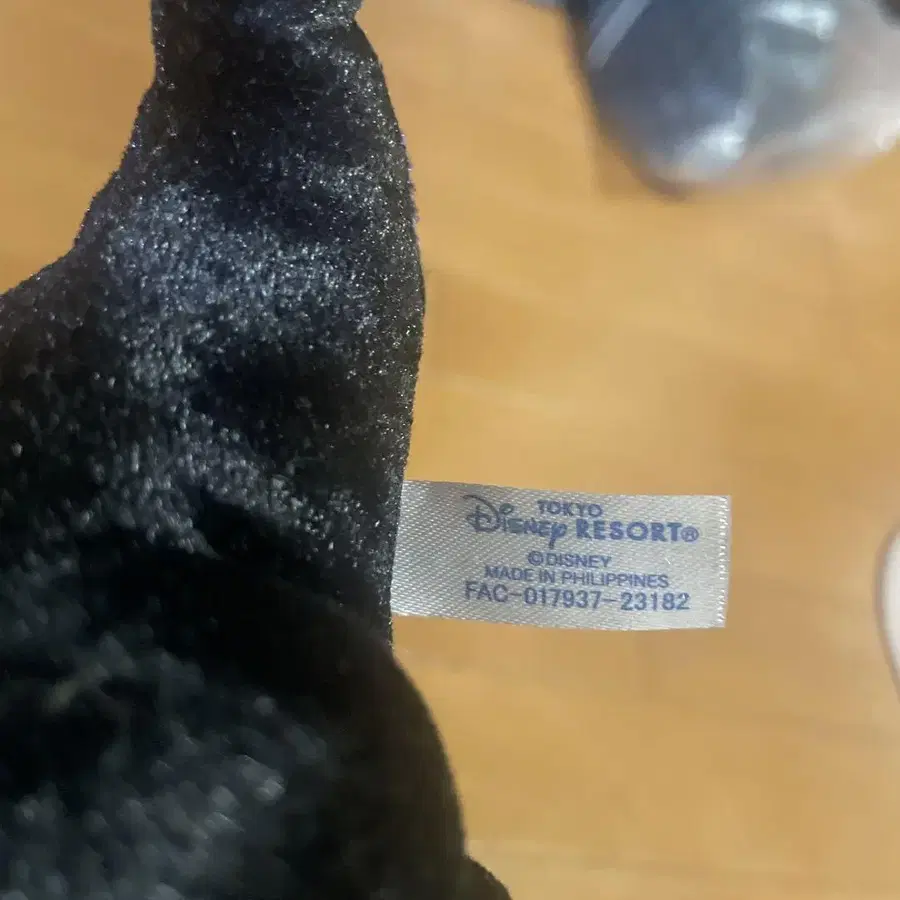 TOKYO
Disney RESORT®
©DISNEY
MADE IN PHILIPPINES
FAC-017937-23182